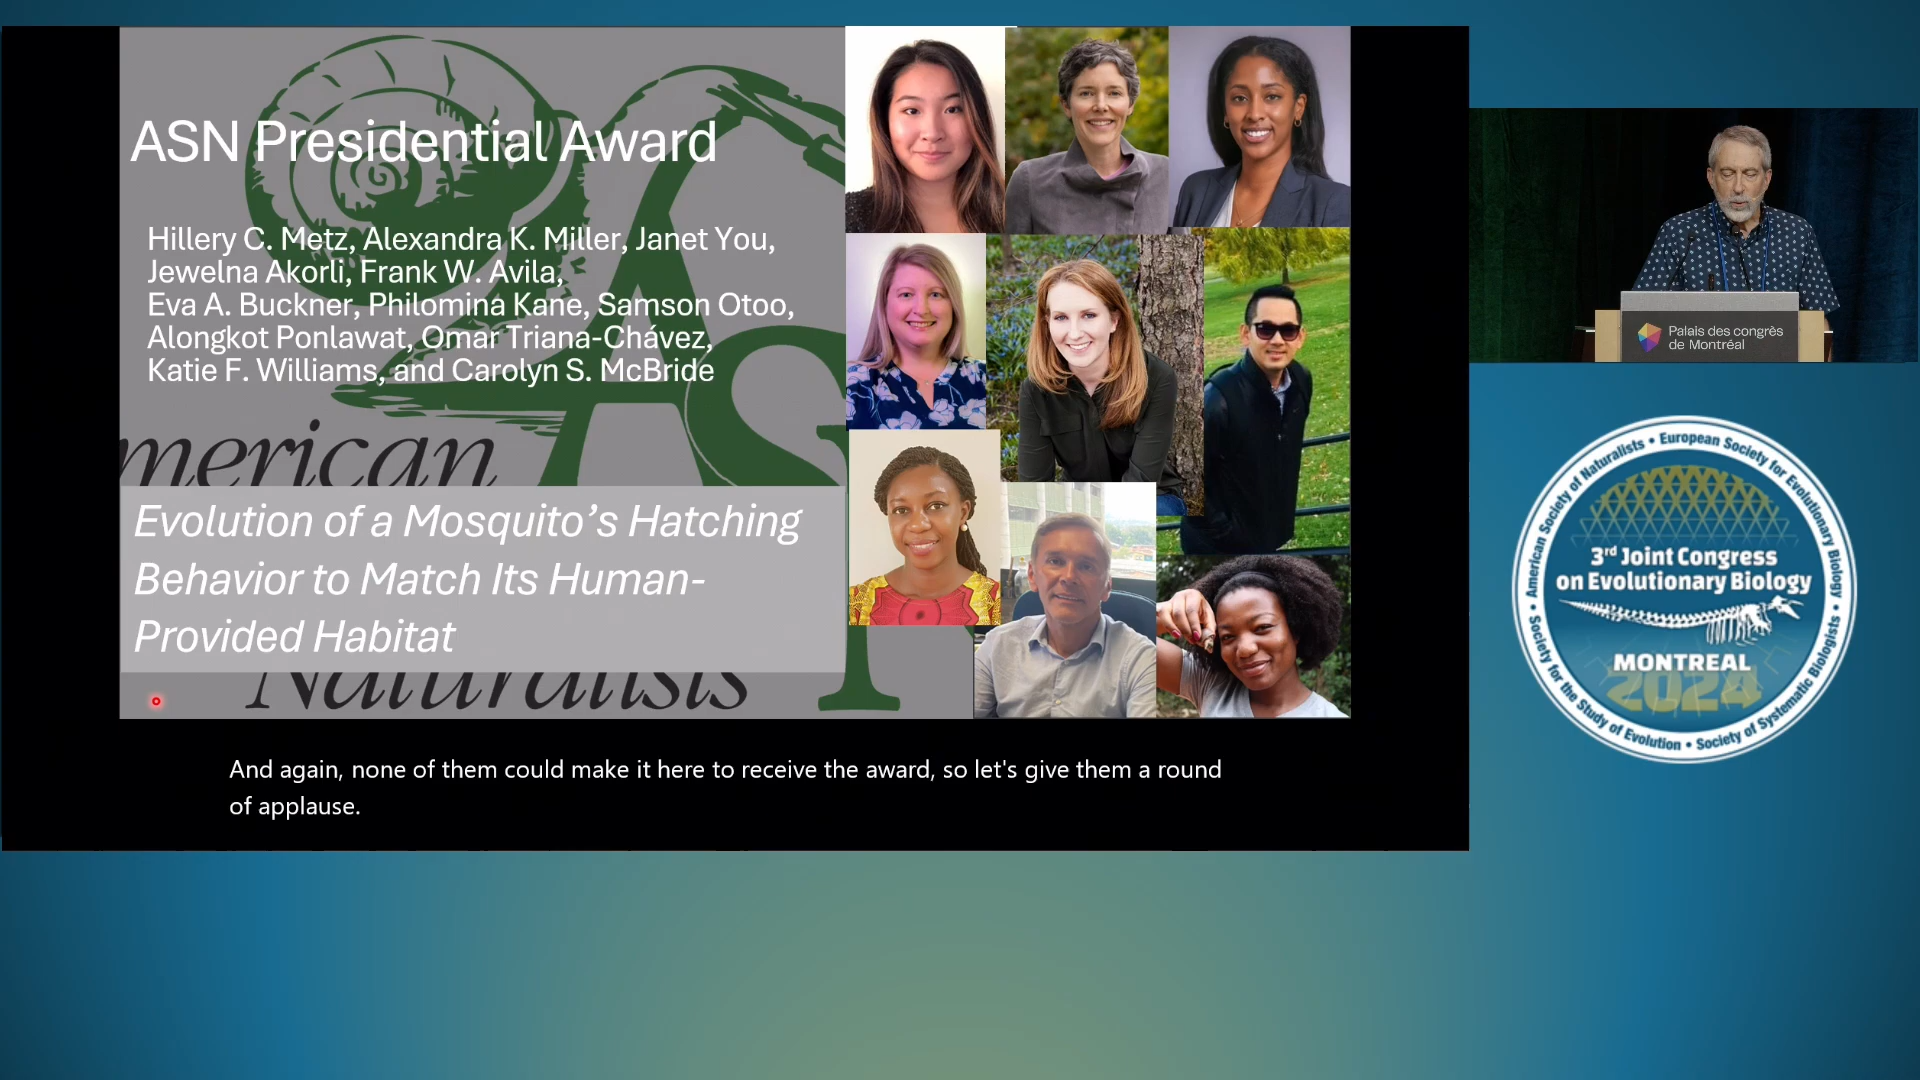 ASN Presidential Award
Hillery C. Metz, Alexandra K. Miller, Janet You,
Jewelna Akorli, Frank W. Avila,
Eva A. Buckner, Philomina Kane, Samson Otoo,
Alongkot Ponlawat, Omar Triana-Chávez,
Katie F. Williams, and Carolyn S. McBride
merican
Evolution of a Mosquito’s Hatching
Behavior to Match Its Human-
Provided Habitat
Naturalists
And again, none of them could make it here to receive the award, so let's give them a round
of applause.
Palais des congrès
de Montréal
American Society of Naturalists • European Society for Evolutionary Biology •
Society for the Study of Evolution • Society of Systematic Biologists •
3rd Joint Congress
on Evolutionary Biology
MONTREAL
2024